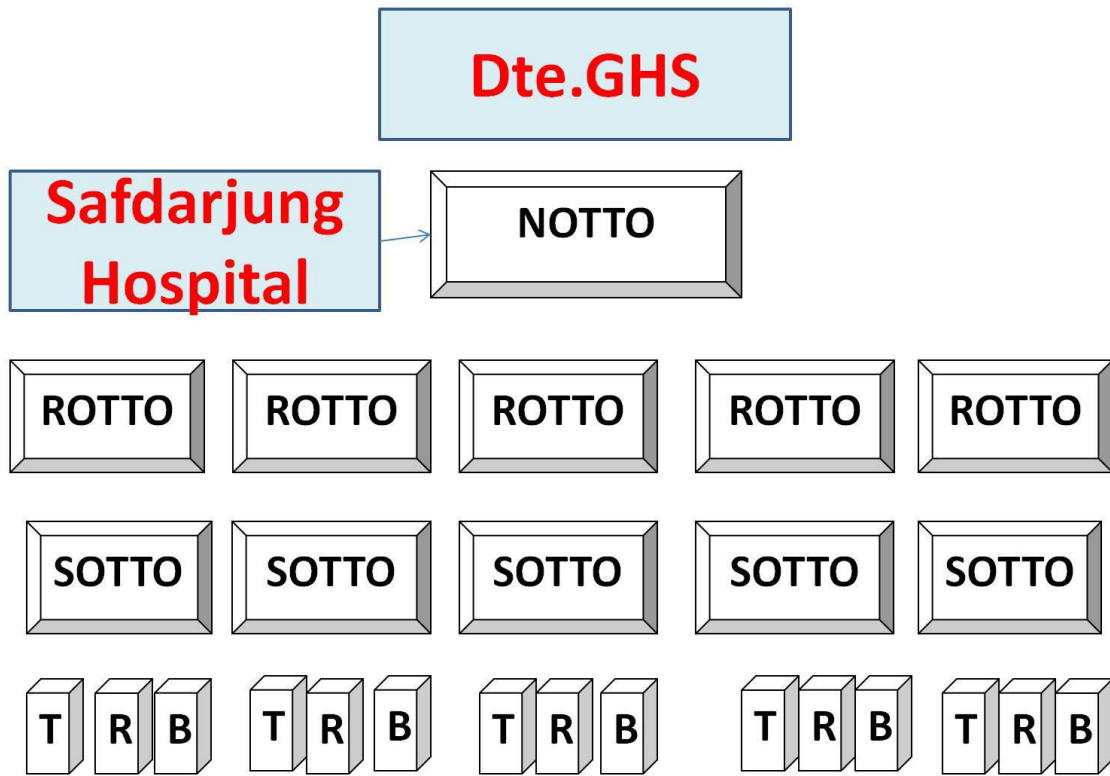 Dte.GHS
Safdarjung
Hospital
NOTTO
ROTTO ROTTO ROTTO ROTTO ROTTO
SOTTO SOTTO SOTTO SOTTO SOTTO
T R B T R B T R B T R B T R B